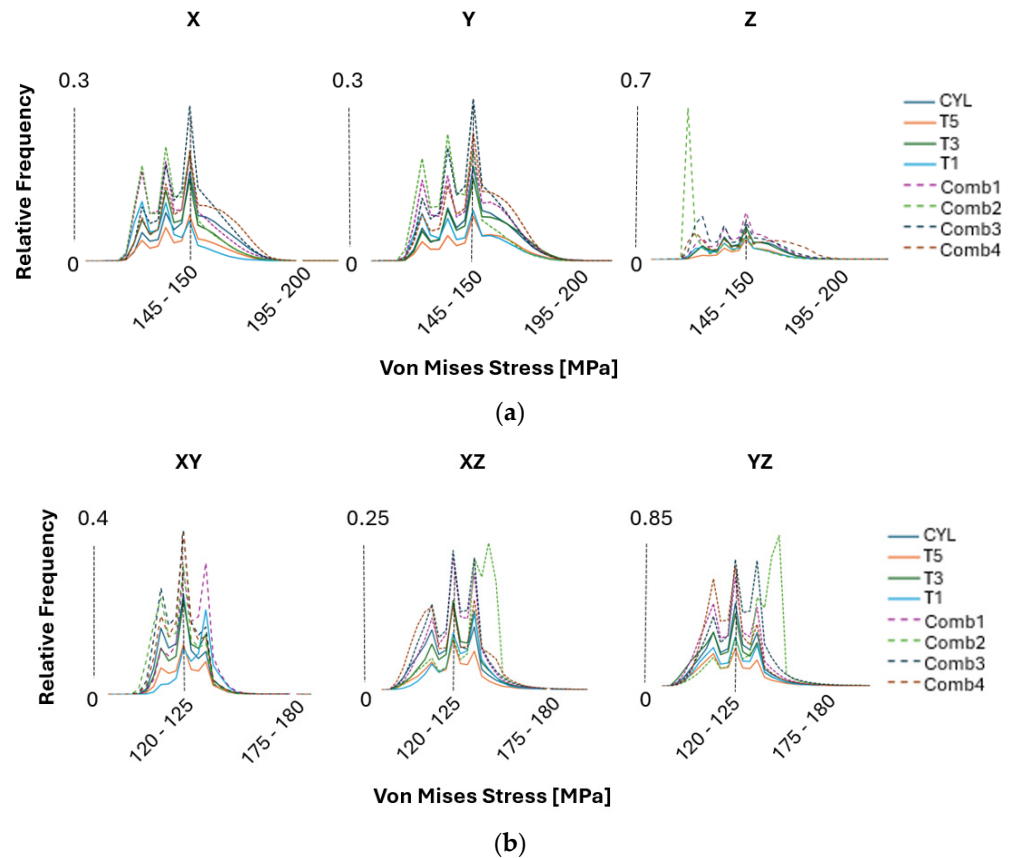 (a)
X
Y
Z
0.3
0.3
0.7
Relative Frequency
0
0
0
145 - 150
195 - 200
145 - 150
195 - 200
145 - 150
195 - 200
CYL
T5
T3
T1
Comb1
Comb2
Comb3
Comb4
Von Mises Stress [MPa]
(a)
XY
XZ
YZ
0.4
0.25
0.85
Relative Frequency
0
0
0
120 - 125
175 - 180
120 - 125
175 - 180
120 - 125
175 - 180
CYL
T5
T3
T1
Comb1
Comb2
Comb3
Comb4
Von Mises Stress [MPa]
(b)